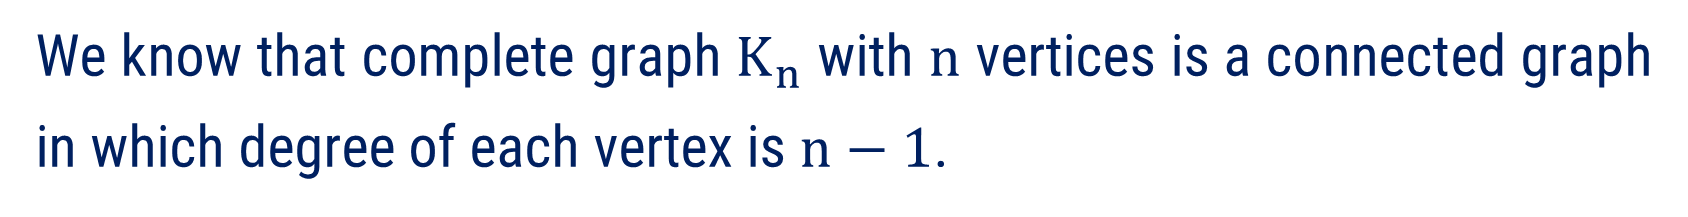 We know that complete graph Kₙ with n vertices is a connected graph
in which degree of each vertex is n − 1.